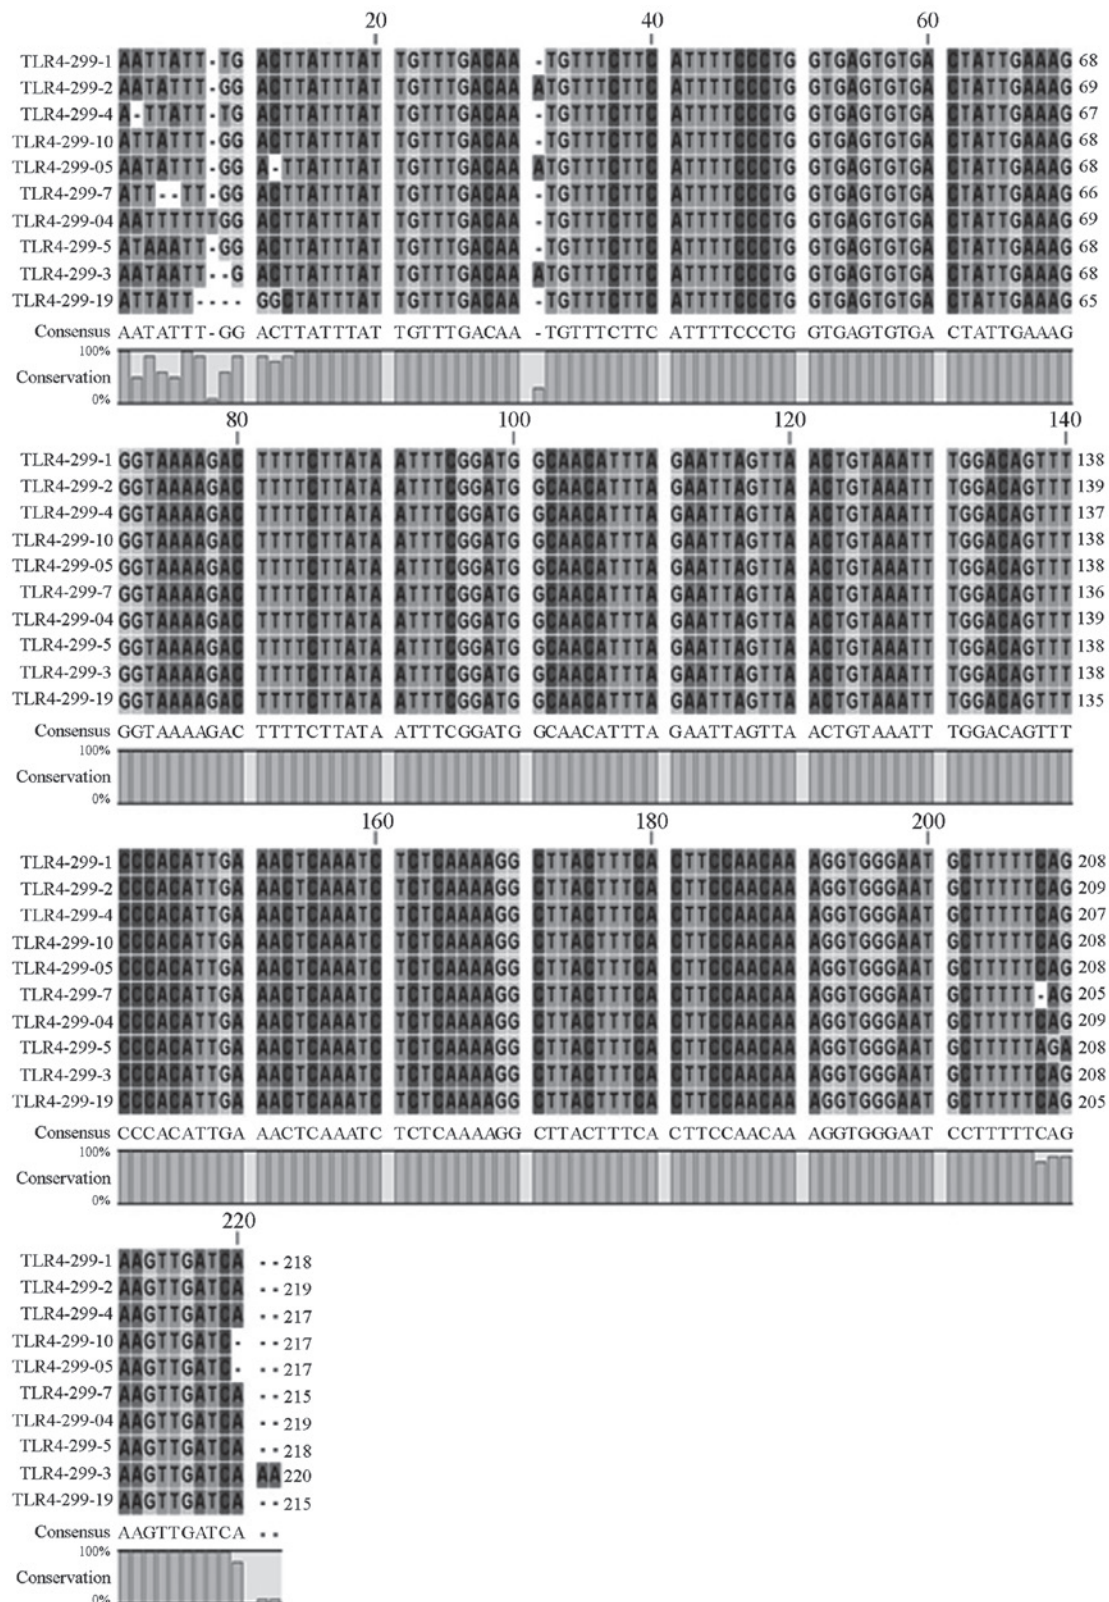 20 40 60
TLR4-299-1 AATTATT-TG ACTTATTTAT TGTTTGACAA -TGTTTCTTC ATTTTCCCTG GTGAGTGTGA CTATTGAAAG 68
TLR4-299-2 AATATTT-GG ACTTATTTAT TGTTTGACAA ATGTTTCTTC ATTTTCCCTG GTGAGTGTGA CTATTGAAAG 69
TLR4-299-4 A-TTATT-TG ACTTATTTAT TGTTTGACAA -TGTTTCTTC ATTTTCCCTG GTGAGTGTGA CTATTGAAAG 67
TLR4-299-10 ATTATTT-GG ACTTATTTAT TGTTTGACAA -TGTTTCTTC ATTTTCCCTG GTGAGTGTGA CTATTGAAAG 68
TLR4-299-05 AATATTT-GG A-TTATTTAT TGTTTGACAA ATGTTTCTTC ATTTTCCCTG GTGAGTGTGA CTATTGAAAG 68
TLR4-299-7 ATT--TT-GG ACTTATTTAT TGTTTGACAA -TGTTTCTTC ATTTTCCCTG GTGAGTGTGA CTATTGAAAG 66
TLR4-299-04 AATTTTTTGG ACTTATTTAT TGTTTGACAA -TGTTTCTTC ATTTTCCCTG GTGAGTGTGA CTATTGAAAG 69
TLR4-299-5 ATAAATT-GG ACTTATTTAT TGTTTGACAA -TGTTTCTTC ATTTTCCCTG GTGAGTGTGA CTATTGAAAG 68
TLR4-299-3 AATAATT--G ACTTATTTAT TGTTTGACAA ATGTTTCTTC ATTTTCCCTG GTGAGTGTGA CTATTGAAAG 68
TLR4-299-19 ATTATT---- GGCTATTTAT TGTTTGACAA -TGTTTCTTC ATTTTCCCTG GTGAGTGTGA CTATTGAAAG 65
Consensus AATATTT-GG ACTTATTTAT TGTTTGACAA -TGTTTCTTC ATTTTCCCTG GTGAGTGTGA CTATTGAAAG
100%
Conservation
0%
80 100 120 140
TLR4-299-1 GGTAAAAGAC TTTTCTTATA ATTTCGGATG GCAACATTTA GAATTAGTTA ACTGTAAATT TGGACAGTTT 138
TLR4-299-2 GGTAAAAGAC TTTTCTTATA ATTTCGGATG GCAACATTTA GAATTAGTTA ACTGTAAATT TGGACAGTTT 139
TLR4-299-4 GGTAAAAGAC TTTTCTTATA ATTTCGGATG GCAACATTTA GAATTAGTTA ACTGTAAATT TGGACAGTTT 137
TLR4-299-10 GGTAAAAGAC TTTTCTTATA ATTTCGGATG GCAACATTTA GAATTAGTTA ACTGTAAATT TGGACAGTTT 138
TLR4-299-05 GGTAAAAGAC TTTTCTTATA ATTTCGGATG GCAACATTTA GAATTAGTTA ACTGTAAATT TGGACAGTTT 138
TLR4-299-7 GGTAAAAGAC TTTTCTTATA ATTTCGGATG GCAACATTTA GAATTAGTTA ACTGTAAATT TGGACAGTTT 136
TLR4-299-04 GGTAAAAGAC TTTTCTTATA ATTTCGGATG GCAACATTTA GAATTAGTTA ACTGTAAATT TGGACAGTTT 139
TLR4-299-5 GGTAAAAGAC TTTTCTTATA ATTTCGGATG GCAACATTTA GAATTAGTTA ACTGTAAATT TGGACAGTTT 138
TLR4-299-3 GGTAAAAGAC TTTTCTTATA ATTTCGGATG GCAACATTTA GAATTAGTTA ACTGTAAATT TGGACAGTTT 138
TLR4-299-19 GGTAAAAGAC TTTTCTTATA ATTTCGGATG GCAACATTTA GAATTAGTTA ACTGTAAATT TGGACAGTTT 135
Consensus GGTAAAAGAC TTTTCTTATA ATTTCGGATG GCAACATTTA GAATTAGTTA ACTGTAAATT TGGACAGTTT
100%
Conservation
0%
160 180 200
TLR4-299-1 CCCACATTGA AACTCAAATC TCTCAAAAGG CTTACTTTCA CTTCCAACAA AGGTGGGAAT GCTTTTTCAG 208
TLR4-299-2 CCCACATTGA AACTCAAATC TCTCAAAAGG CTTACTTTCA CTTCCAACAA AGGTGGGAAT GCTTTTTCAG 209
TLR4-299-4 CCCACATTGA AACTCAAATC TCTCAAAAGG CTTACTTTCA CTTCCAACAA AGGTGGGAAT GCTTTTTCAG 207
TLR4-299-10 CCCACATTGA AACTCAAATC TCTCAAAAGG CTTACTTTCA CTTCCAACAA AGGTGGGAAT GCTTTTTCAG 208
TLR4-299-05 CCCACATTGA AACTCAAATC TCTCAAAAGG CTTACTTTCA CTTCCAACAA AGGTGGGAAT GCTTTTTCAG 208
TLR4-299-7 CCCACATTGA AACTCAAATC TCTCAAAAGG CTTACTTTCA CTTCCAACAA AGGTGGGAAT GCTTTTT-AG 205
TLR4-299-04 CCCACATTGA AACTCAAATC TCTCAAAAGG CTTACTTTCA CTTCCAACAA AGGTGGGAAT GCTTTTTCAG 209
TLR4-299-5 CCCACATTGA AACTCAAATC TCTCAAAAGG CTTACTTTCA CTTCCAACAA AGGTGGGAAT GCTTTTTAGA 208
TLR4-299-3 CCCACATTGA AACTCAAATC TCTCAAAAGG CTTACTTTCA CTTCCAACAA AGGTGGGAAT GCTTTTTCAG 208
TLR4-299-19 CCCACATTGA AACTCAAATC TCTCAAAAGG CTTACTTTCA CTTCCAACAA AGGTGGGAAT GCTTTTTCAG 205
Consensus CCCACATTGA AACTCAAATC TCTCAAAAGG CTTACTTTCA CTTCCAACAA AGGTGGGAAT CCTTTTTCAG
100%
Conservation
0%
220
TLR4-299-1 AAGTTGATCA -- 218
TLR4-299-2 AAGTTGATCA -- 219
TLR4-299-4 AAGTTGATCA -- 217
TLR4-299-10 AAGTTGATC- -- 217
TLR4-299-05 AAGTTGATC- -- 217
TLR4-299-7 AAGTTGATCA -- 215
TLR4-299-04 AAGTTGATCA -- 219
TLR4-299-5 AAGTTGATCA -- 218
TLR4-299-3 AAGTTGATCA AA 220
TLR4-299-19 AAGTTGATCA -- 215
Consensus AAGTTGATCA --
100%
Conservation
0%